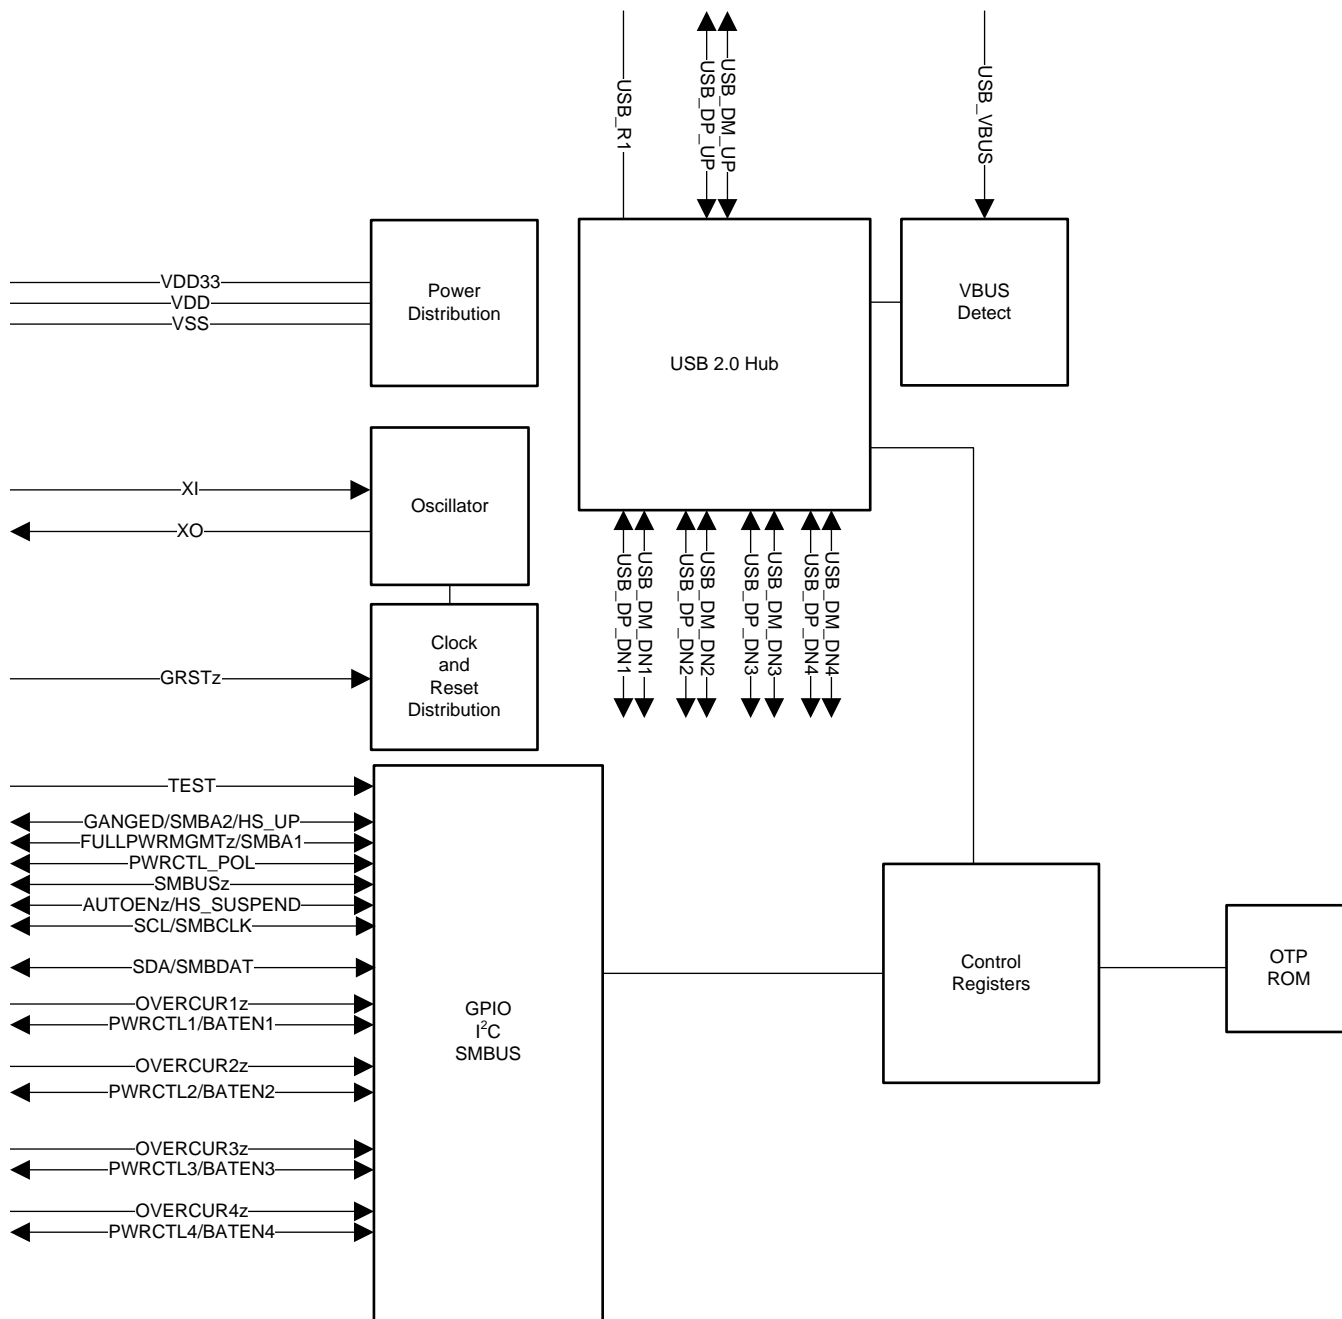 USB_R1
USB_DP_UP
USB_DM_UP
USB_VBUS
VDD33
VDD
VSS
Power
Distribution
USB 2.0 Hub
VBUS
Detect
XI
XO
Oscillator
USB_DP_DN1
USB_DM_DN1
USB_DP_DN2
USB_DM_DN2
USB_DP_DN3
USB_DM_DN3
USB_DP_DN4
USB_DM_DN4
GRSTz
Clock
and
Reset
Distribution
TEST
GANGED/SMBA2/HS_UP
FULLPWRMGMTz/SMBA1
PWRCTL_POL
SMBUSz
AUTOENz/HS_SUSPEND
SCL/SMBCLK
SDA/SMBDAT
OVERCUR1z
PWRCTL1/BATEN1
OVERCUR2z
PWRCTL2/BATEN2
OVERCUR3z
PWRCTL3/BATEN3
OVERCUR4z
PWRCTL4/BATEN4
GPIO
I²C
SMBUS
Control
Registers
OTP
ROM